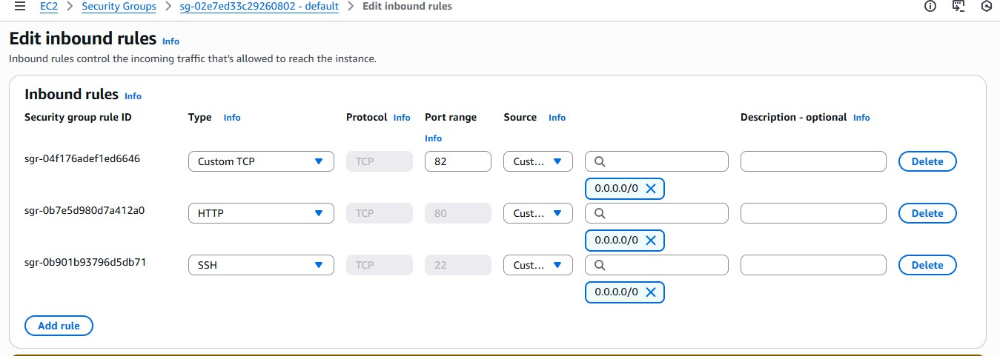 EC2 > Security Groups > sg-02e7ed33c29260802 - default > Edit inbound rules
Edit inbound rules Info
Inbound rules control the incoming traffic that's allowed to reach the instance.
Inbound rules Info
Security group rule ID Type Info Protocol Info Port range Source Info Description - optional Info
Info
sgr-04f176adef1ed6646 Custom TCP TCP 82 Cust... Delete
0.0.0.0/0
sgr-0b7e5d980d7a412a0 HTTP TCP 80 Cust... Delete
0.0.0.0/0
sgr-0b901b93796d5db71 SSH TCP 22 Cust... Delete
0.0.0.0/0
Add rule